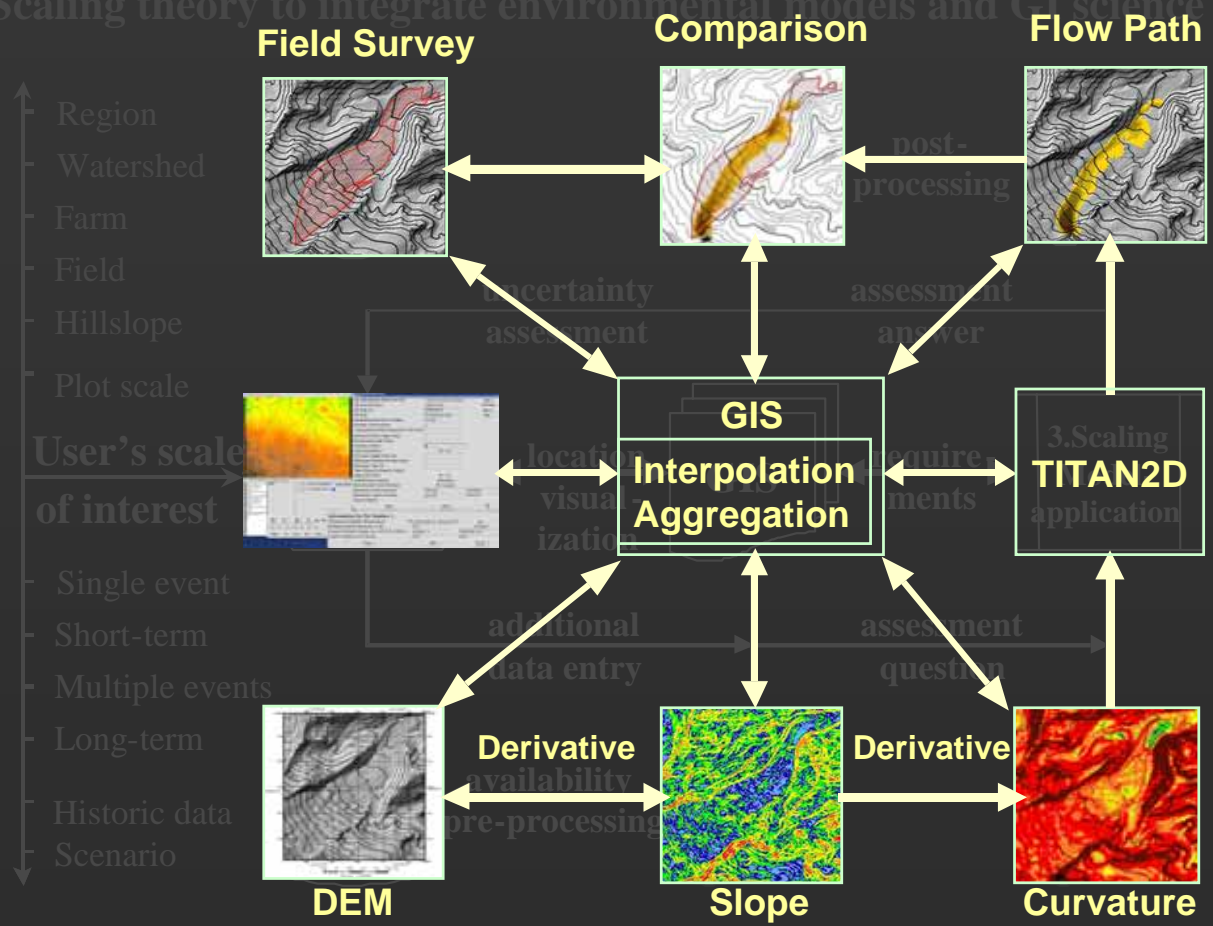 Scaling theory to integrate environmental models and GI science
Field Survey
Comparison
Flow Path
Region
Watershed
Farm
Field
Hillslope
Plot scale
User's scale
of interest
Single event
Short-term
Multiple events
Long-term
Historic data
Scenario
post-
processing
uncertainty
assessment
assessment
answer
GIS
Interpolation
Aggregation
GIS
location
visual-
ization
require
ments
3.Scaling
TITAN2D
application
additional
data entry
assessment
question
Derivative
Derivative
availability
pre-processing
DEM
Slope
Curvature